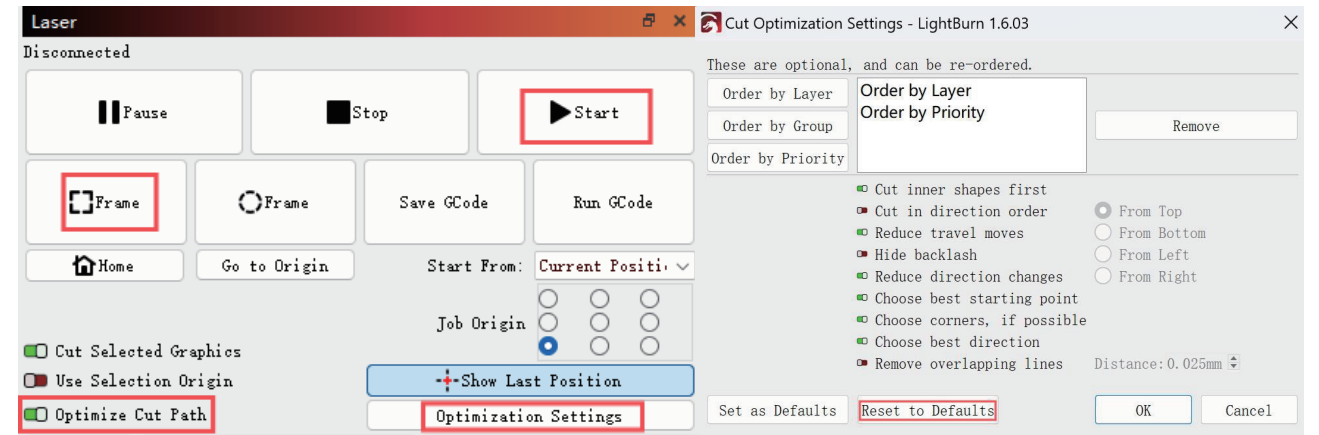 Laser
Disconnected
Pause
Stop
Start
Frame
Frame
Save GCode
Run GCode
Home
Go to Origin
Start From:
Current Positi
Job Origin
Cut Selected Graphics
Use Selection Origin
Show Last Position
Optimize Cut Path
Optimization Settings
Cut Optimization Settings - LightBurn 1.6.03
These are optional, and can be re-ordered.
Order by Layer
Order by Group
Order by Priority
Order by Layer
Order by Priority
Remove
Cut inner shapes first
Cut in direction order
Reduce travel moves
Hide backlash
Reduce direction changes
Choose best starting point
Choose corners, if possible
Choose best direction
Remove overlapping lines
From Top
From Bottom
From Left
From Right
Distance:0.025mm
Set as Defaults
Reset to Defaults
OK
Cancel